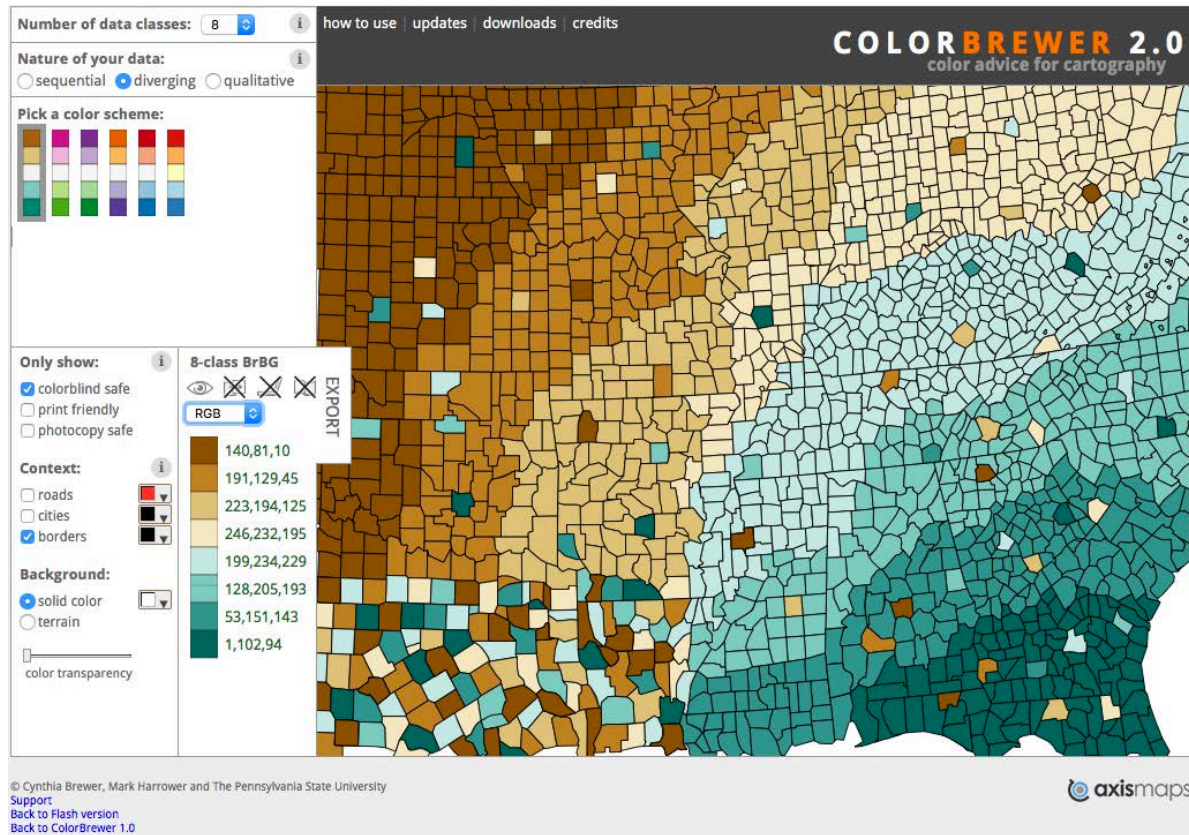 Number of data classes: 8 i
how to use | updates | downloads | credits
COLORBREWER 2.0
color advice for cartography
Nature of your data: i
sequential diverging qualitative
Pick a color scheme:
Only show: i
colorblind safe
print friendly
photocopy safe
Context: i
roads
cities
borders
Background:
solid color
terrain
color transparency
8-class BrBG
RGB
EXPORT
140,81,10
191,129,45
223,194,125
246,232,195
199,234,229
128,205,193
53,151,143
1,102,94
© Cynthia Brewer, Mark Harrower and The Pennsylvania State University
Support
Back to Flash version
Back to ColorBrewer 1.0
axismaps